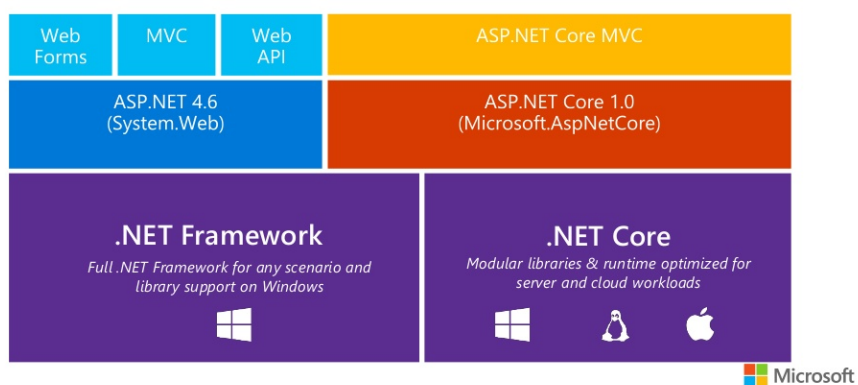 Web
Forms
MVC
Web
API
ASP.NET Core MVC
ASP.NET 4.6
(System.Web)
ASP.NET Core 1.0
(Microsoft.AspNetCore)
.NET Framework
Full .NET Framework for any scenario and
library support on Windows
.NET Core
Modular libraries & runtime optimized for
server and cloud workloads
Microsoft